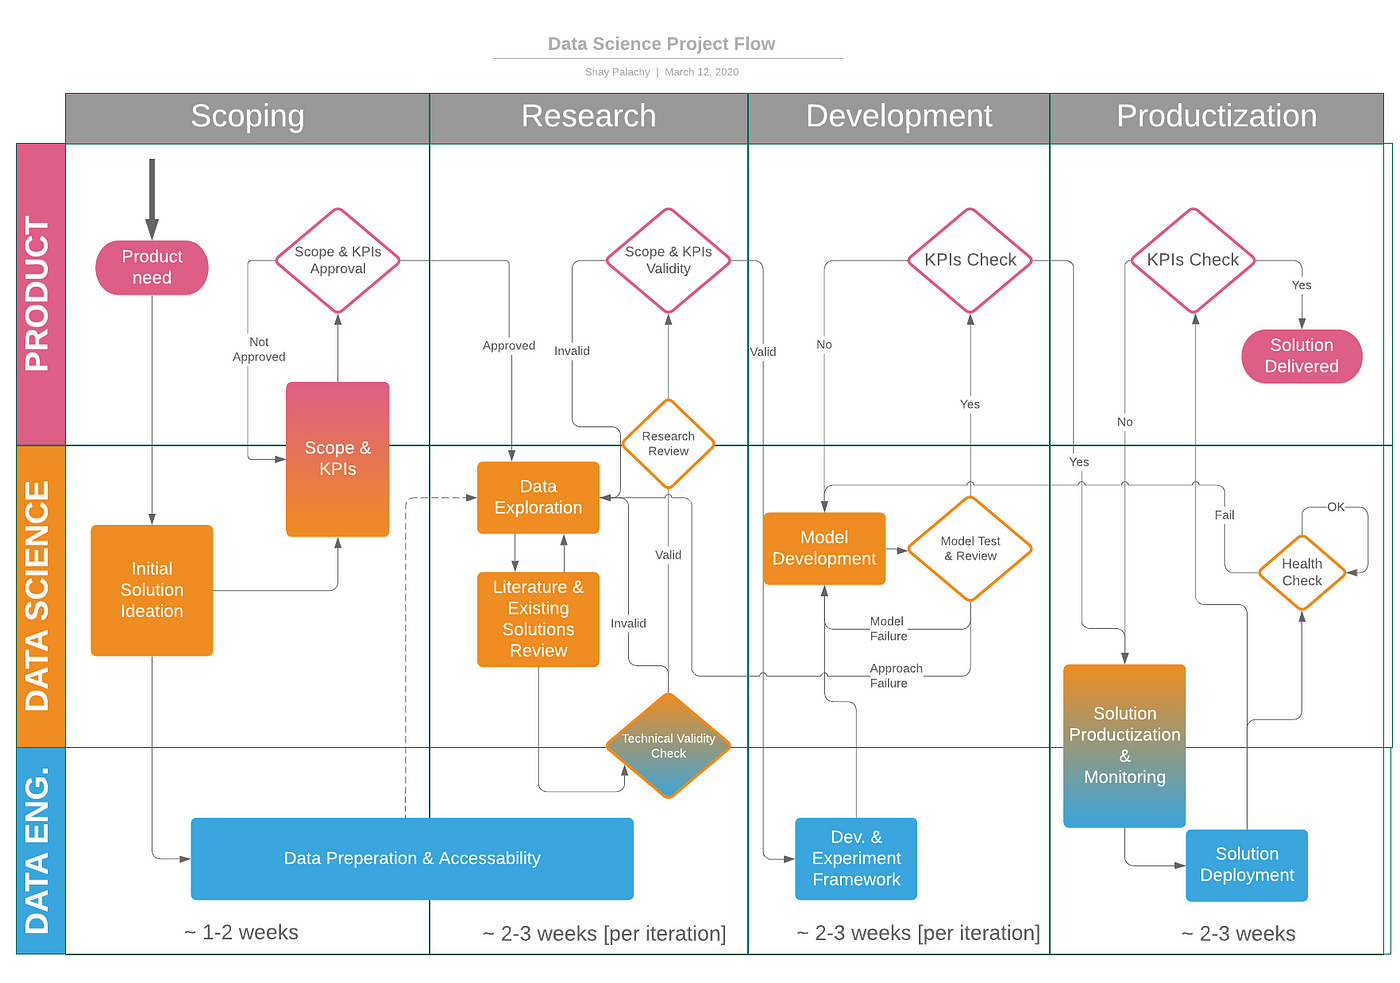 Data Science Project Flow
Shay Palachy | March 12, 2020
Scoping
Research
Development
Productization
PRODUCT
Product
need
Scope & KPIs
Approval
Not
Approved
Approved
Scope &
KPIs
Scope & KPIs
Validity
Invalid
Valid
Research
Review
KPIs Check
No
Yes
KPIs Check
Yes
Solution
Delivered
No
Yes
DATA SCIENCE
Initial
Solution
Ideation
Data
Exploration
Literature &
Existing
Solutions
Review
Valid
Invalid
Technical Validity
Check
Model
Development
Model Test
& Review
Model
Failure
Approach
Failure
Fail
OK
Health
Check
Solution
Productization
&
Monitoring
DATA ENG.
Data Preperation & Accessability
Dev. &
Experiment
Framework
Solution
Deployment
~ 1-2 weeks
~ 2-3 weeks [per iteration]
~ 2-3 weeks [per iteration]
~ 2-3 weeks